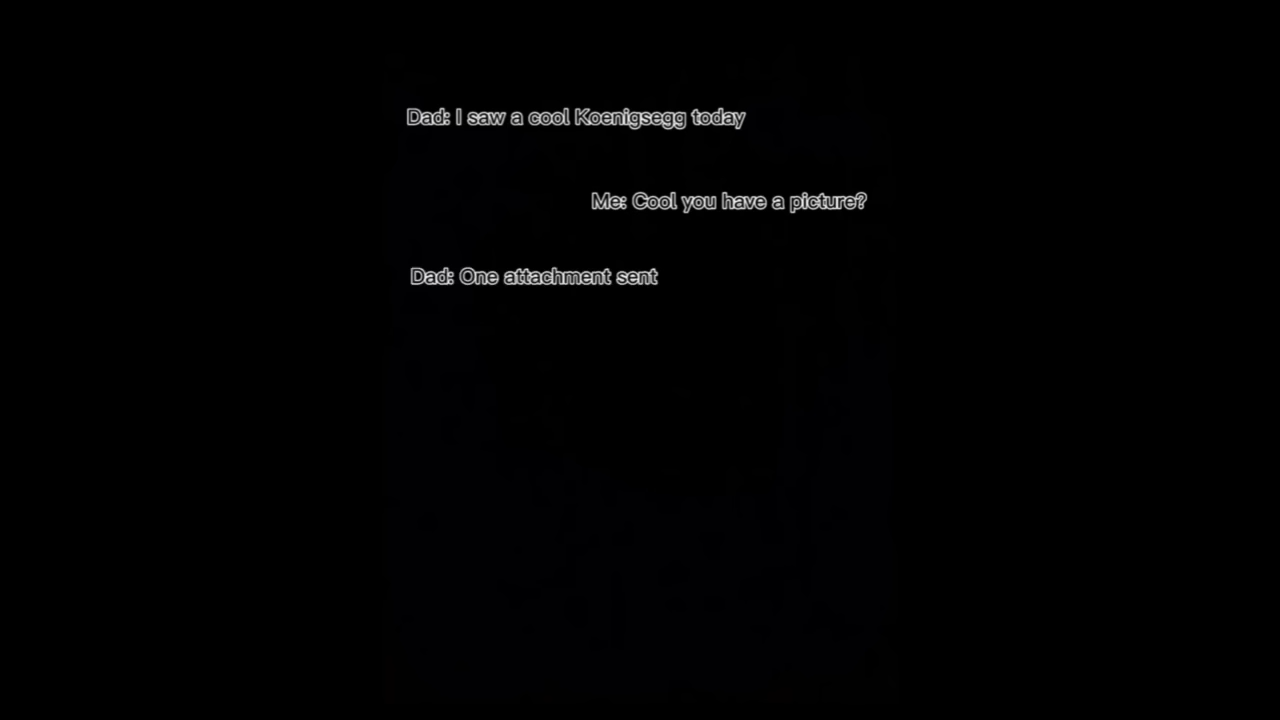 Dad: I saw a cool Koenigsegg today
Me: Cool you have a picture?
Dad: One attachment sent